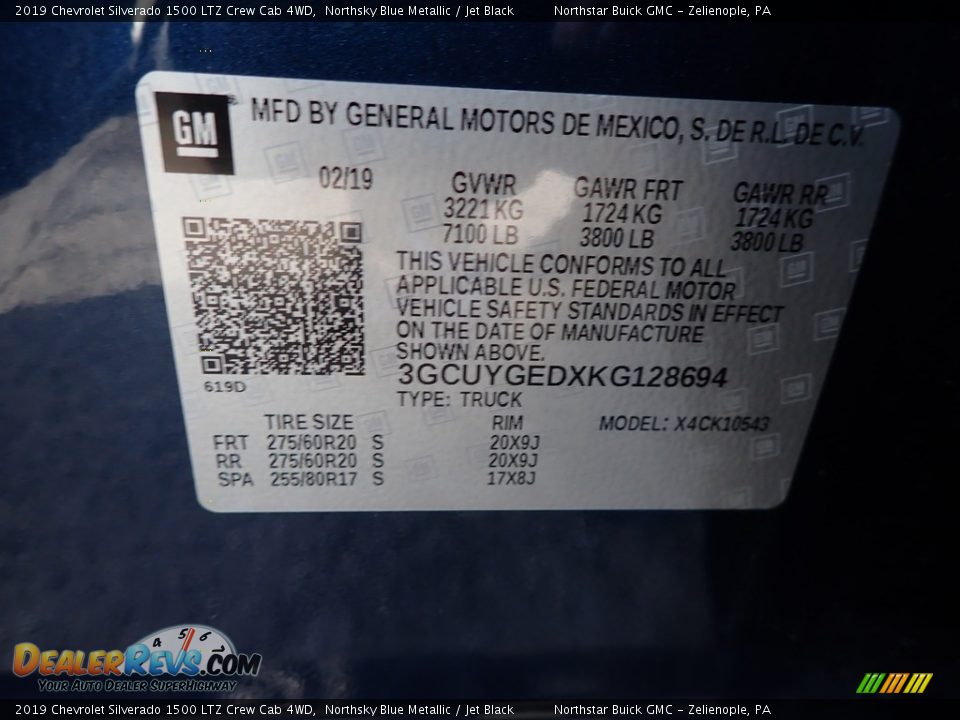 2019 Chevrolet Silverado 1500 LTZ Crew Cab 4WD, Northsky Blue Metallic / Jet Black Northstar Buick GMC - Zelienople, PA
GM MFD BY GENERAL MOTORS DE MEXICO, S. DE R.L. DE C.V.
02/19 GVWR GAWR FRT GAWR RR
3221 KG 1724 KG 1724 KG
7100 LB 3800 LB 3800 LB
THIS VEHICLE CONFORMS TO ALL
APPLICABLE U.S. FEDERAL MOTOR
VEHICLE SAFETY STANDARDS IN EFFECT
ON THE DATE OF MANUFACTURE
SHOWN ABOVE.
3GCUYGEDXKG128694
619D
TYPE: TRUCK
TIRE SIZE RIM MODEL: X4CK10543
FRT 275/60R20 S 20X9J
RR 275/60R20 S 20X9J
SPA 255/80R17 S 17X8J
4 5 6 7
DealerRevs.com
Your Auto Dealer SuperHighway
2019 Chevrolet Silverado 1500 LTZ Crew Cab 4WD, Northsky Blue Metallic / Jet Black Northstar Buick GMC - Zelienople, PA